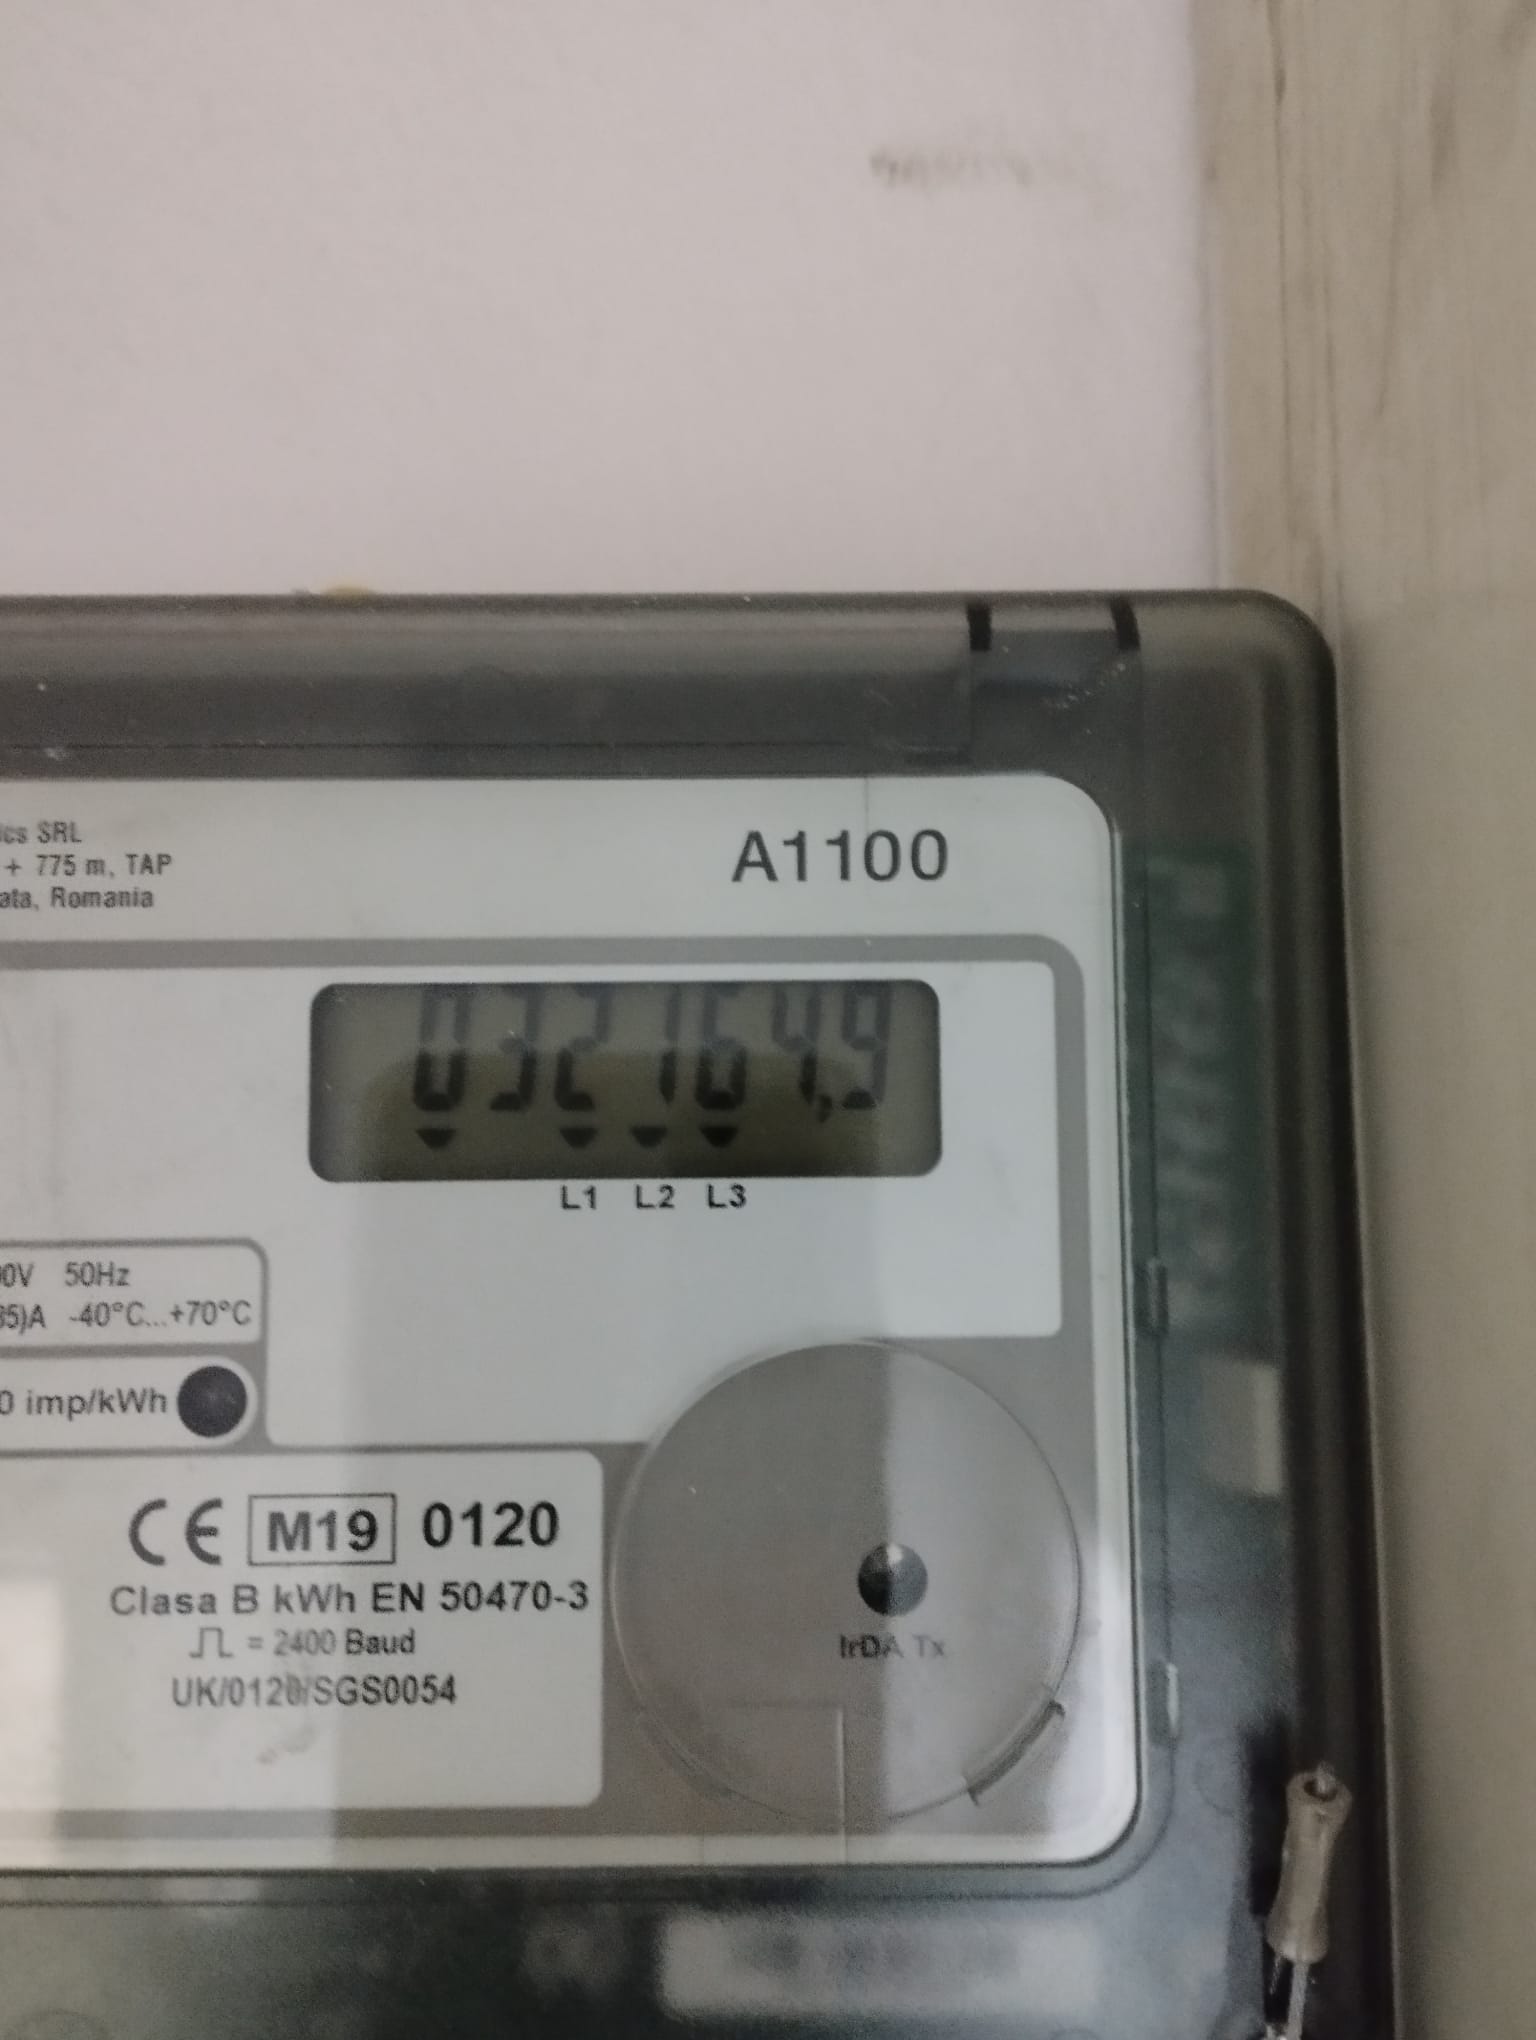 ics SRL
+ 775 m, TAP
ata, Romania
A1100
032164,9
L1 L2 L3
0V 50Hz
85)A -40°C...+70°C
0 imp/kWh
CE M19 0120
Clasa B kWh EN 50470-3
= 2400 Baud
UK/0120/SGS0054
IrDA Tx